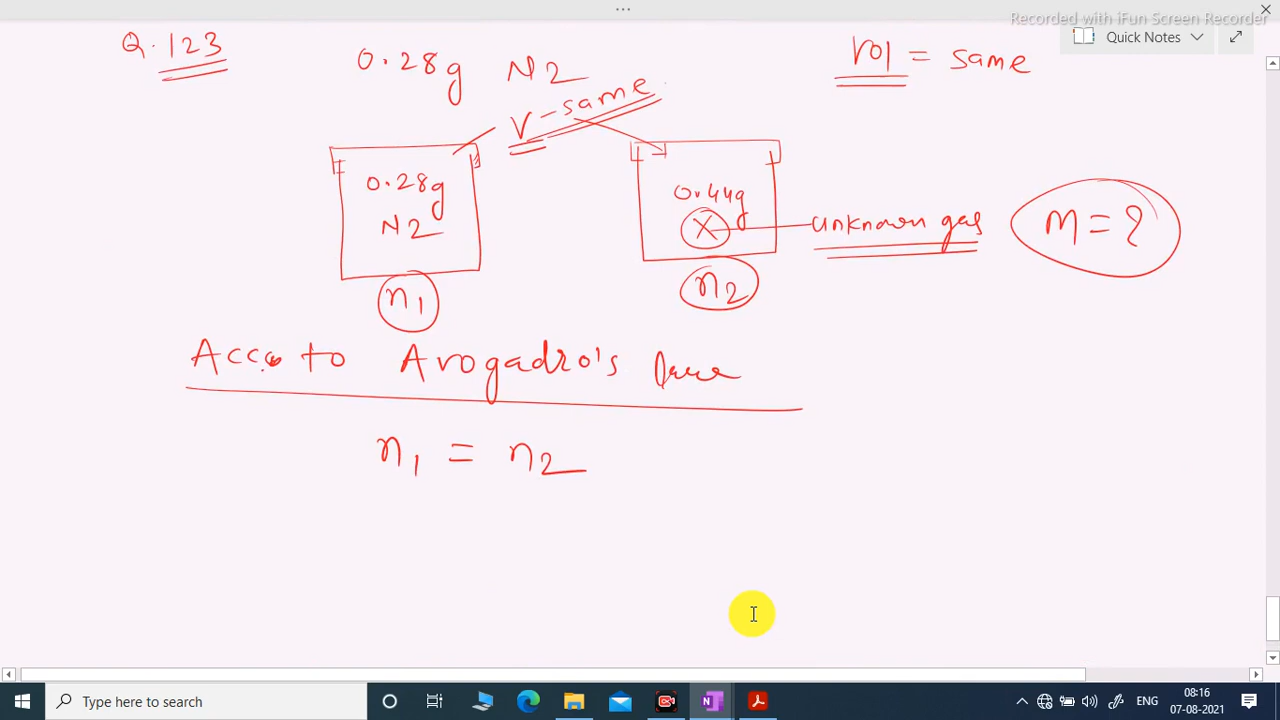 Recorded with iFun Screen Recorder
Quick Notes
Q.123
0.28g N2
Vol = same
V - same
0.28g
N2
0.44g
X
unknown gas
M = ?
n1
n2
Acc. to Avogadro's
n1 = n2
Type here to search
ENG
08:16
07-08-2021